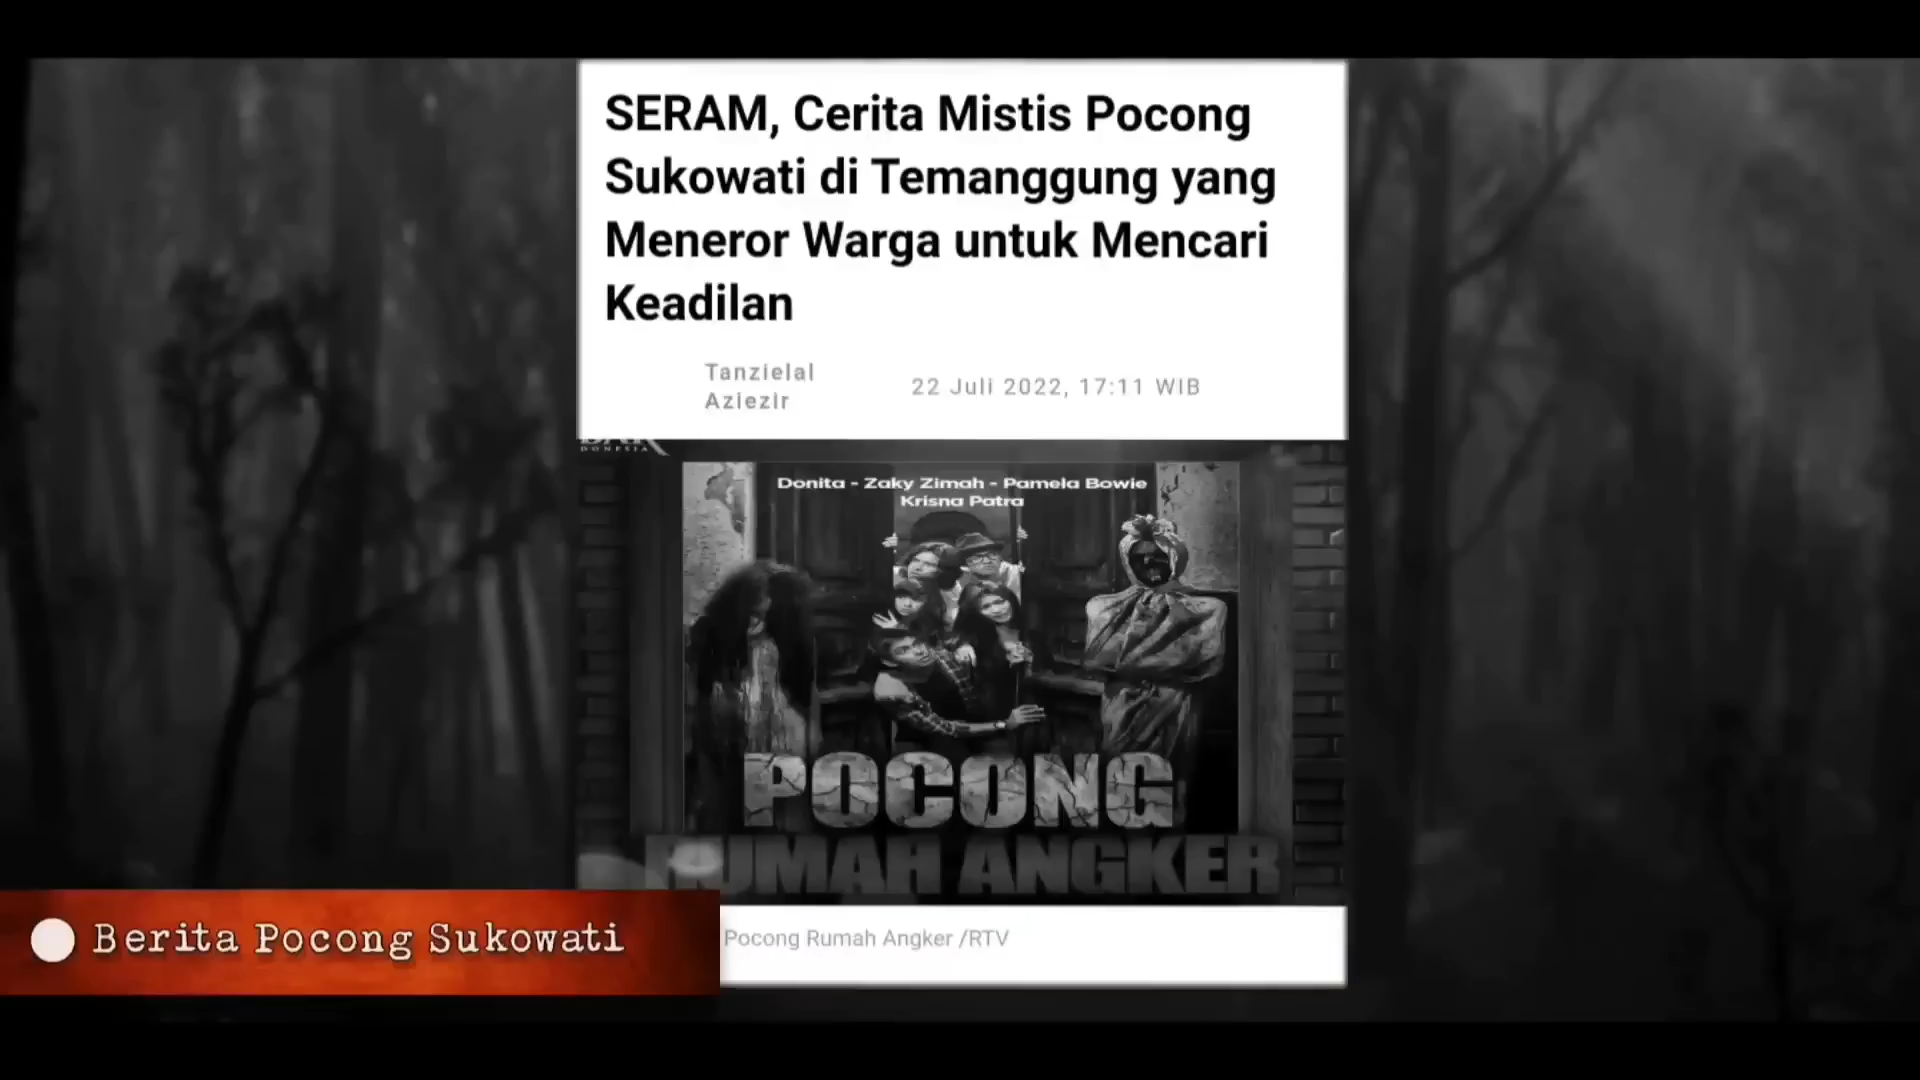 SERAM, Cerita Mistis Pocong
Sukowati di Temanggung yang
Meneror Warga untuk Mencari
Keadilan
Tanzielal
Aziezir
22 Juli 2022, 17:11 WIB
DONESIA
Donita - Zaky Zimah - Pamela Bowie
Krisna Patra
POCONG
RUMAH ANGKER
Pocong Rumah Angker /RTV
Berita Pocong Sukowati